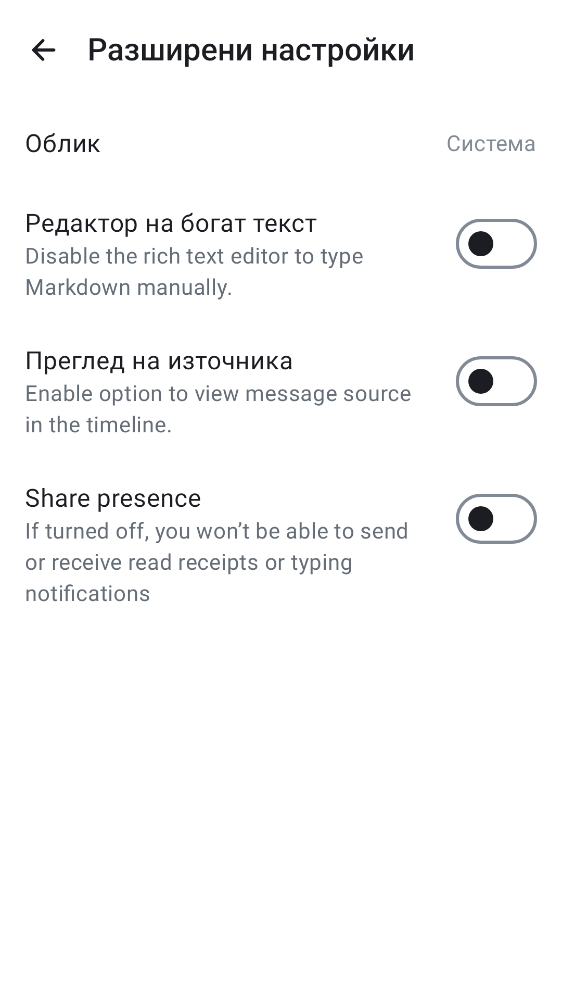 Разширени настройки
Облик
Система
Редактор на богат текст
Disable the rich text editor to type
Markdown manually.
Преглед на източника
Enable option to view message source
in the timeline.
Share presence
If turned off, you won’t be able to send
or receive read receipts or typing
notifications